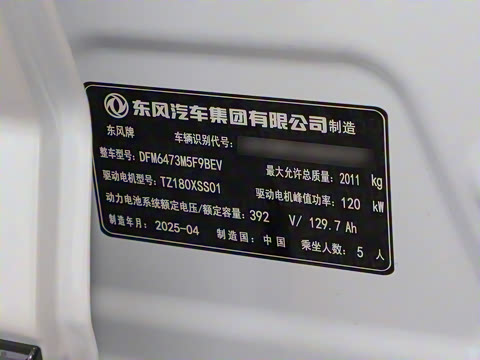 东风汽车集团有限公司制造
东风牌 车辆识别代号:
整车型号: DFM6473M5F9BEV 最大允许总质量: 2011 kg
驱动电机型号: TZ180XSS01 驱动电机峰值功率: 120 kW
动力电池系统额定电压/额定容量: 392 V/ 129.7 Ah
制造年月: 2025-04 制造国: 中国 乘坐人数: 5 人